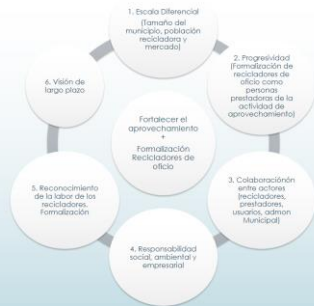 1. Escala Diferencial
(Tamaño del
municipio, población
recicladora y
mercado)
2. Progresividad
(Formalización de
recicladores de
oficio como
personas
prestadoras de la
actividad de
aprovechamiento)
3. Colaboraciónón
entre actores
(recicladores,
prestadores,
usuarios, admon
Municipal)
4. Responsabilidad
social, ambiental y
empresarial
5. Reconocimiento
de la labor de los
recicladores.
Formalización
6. Visión de
largo plazo
Fortalecer el
aprovechamiento
+
Formalización
Recicladores de
oficio